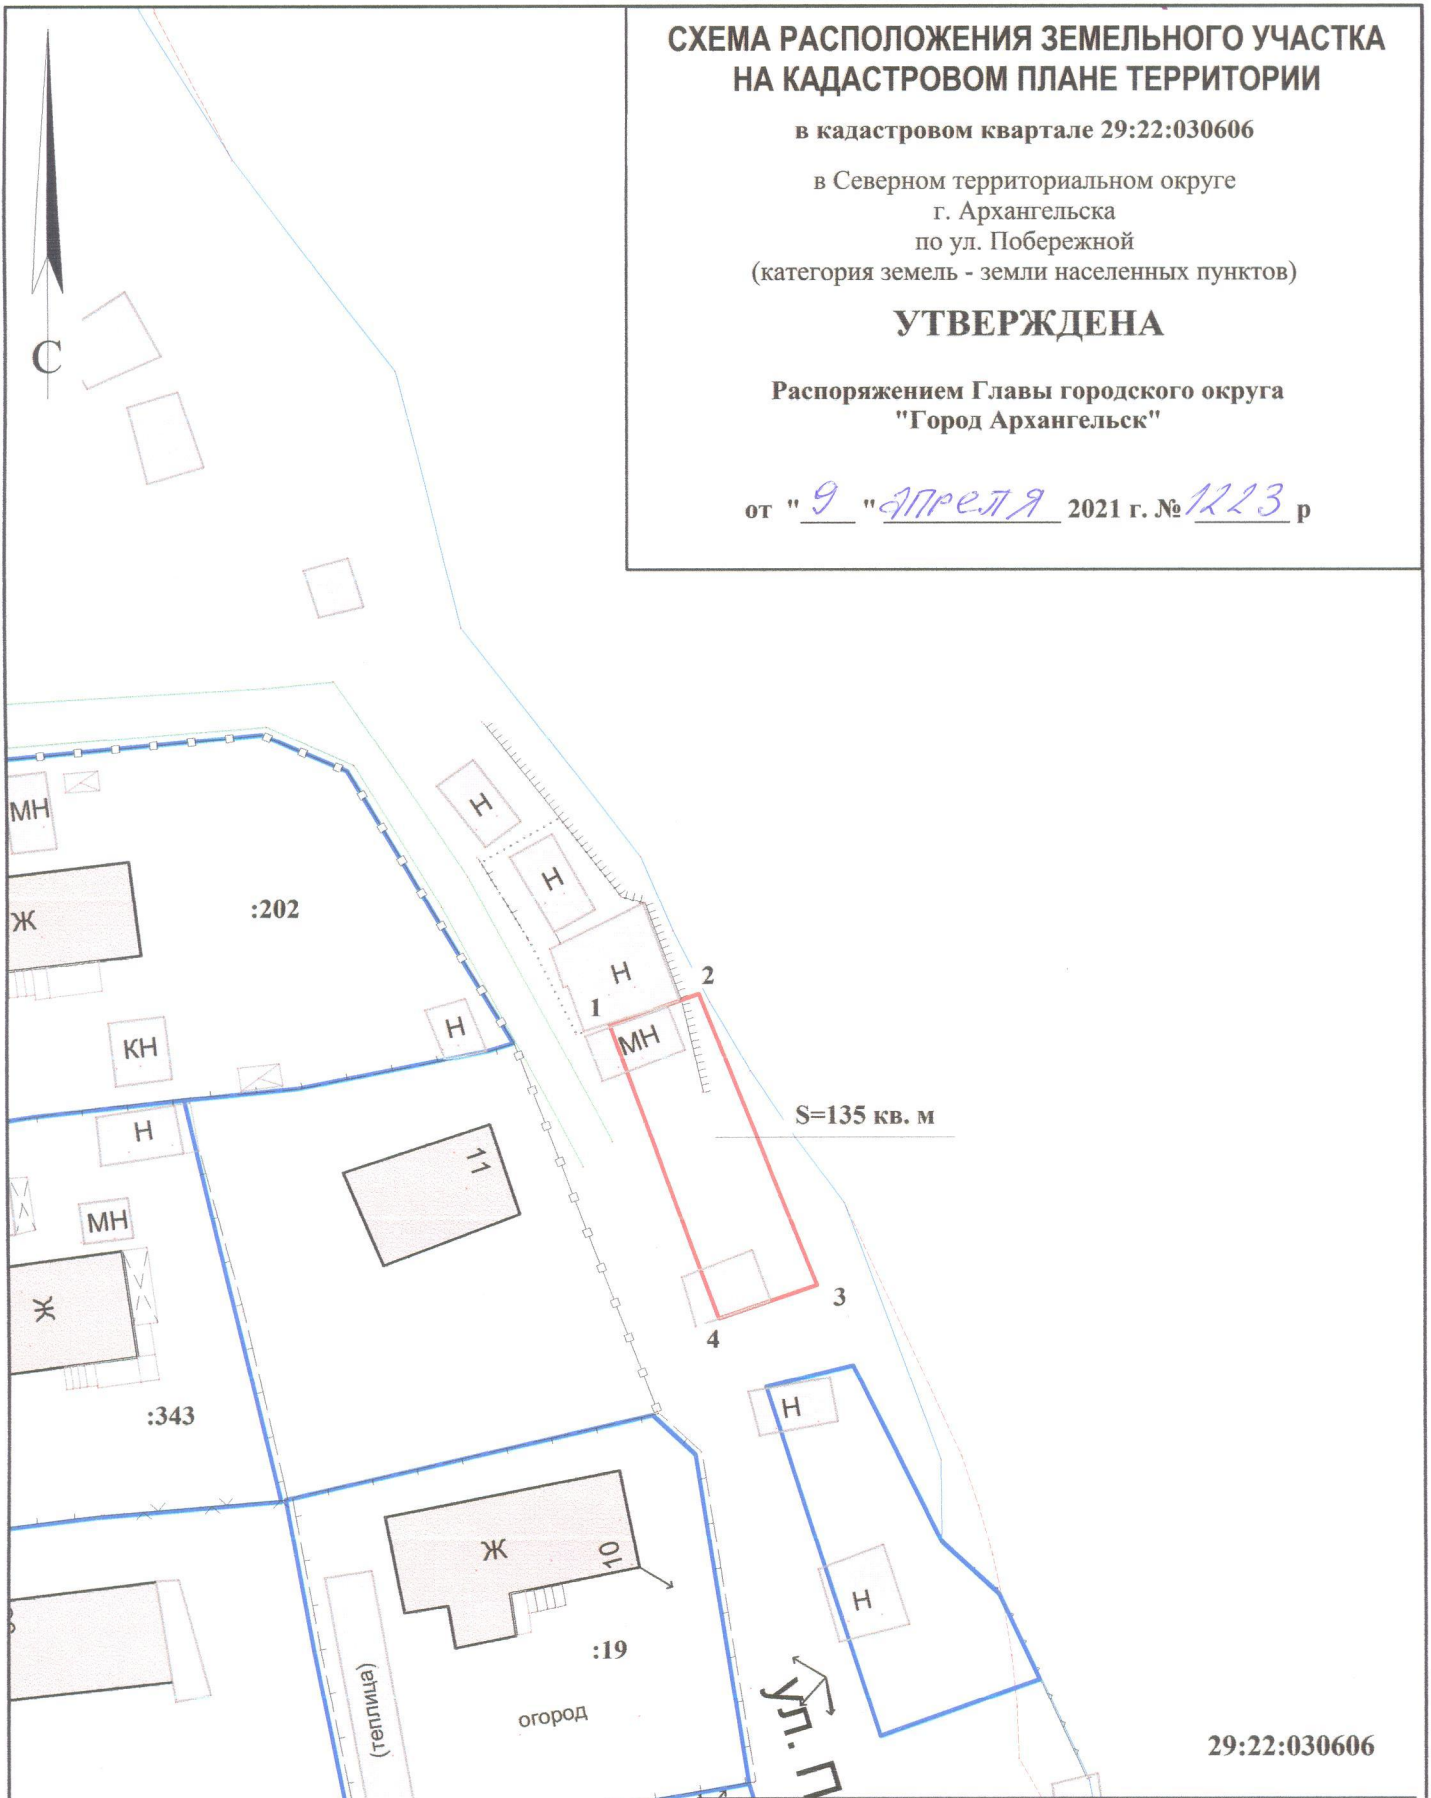 СХЕМА РАСПОЛОЖЕНИЯ ЗЕМЕЛЬНОГО УЧАСТКА
НА КАДАСТРОВОМ ПЛАНЕ ТЕРРИТОРИИ
в кадастровом квартале 29:22:030606
в Северном территориальном округе
г. Архангельска
по ул. Побережной
(категория земель - земли населенных пунктов)
УТВЕРЖДЕНА
Распоряжением Главы городского округа
"Город Архангельск"
от "9" апреля 2021 г. № 1223 р
С
Н
МН
Н
Ж
:202
Н
2
1
МН
Н
КН
S=135 кв. м
Н
11
МН
3
Ж
4
:343
Н
Ж
10
Н
:19
(теплица)
огород
ул. П
29:22:030606